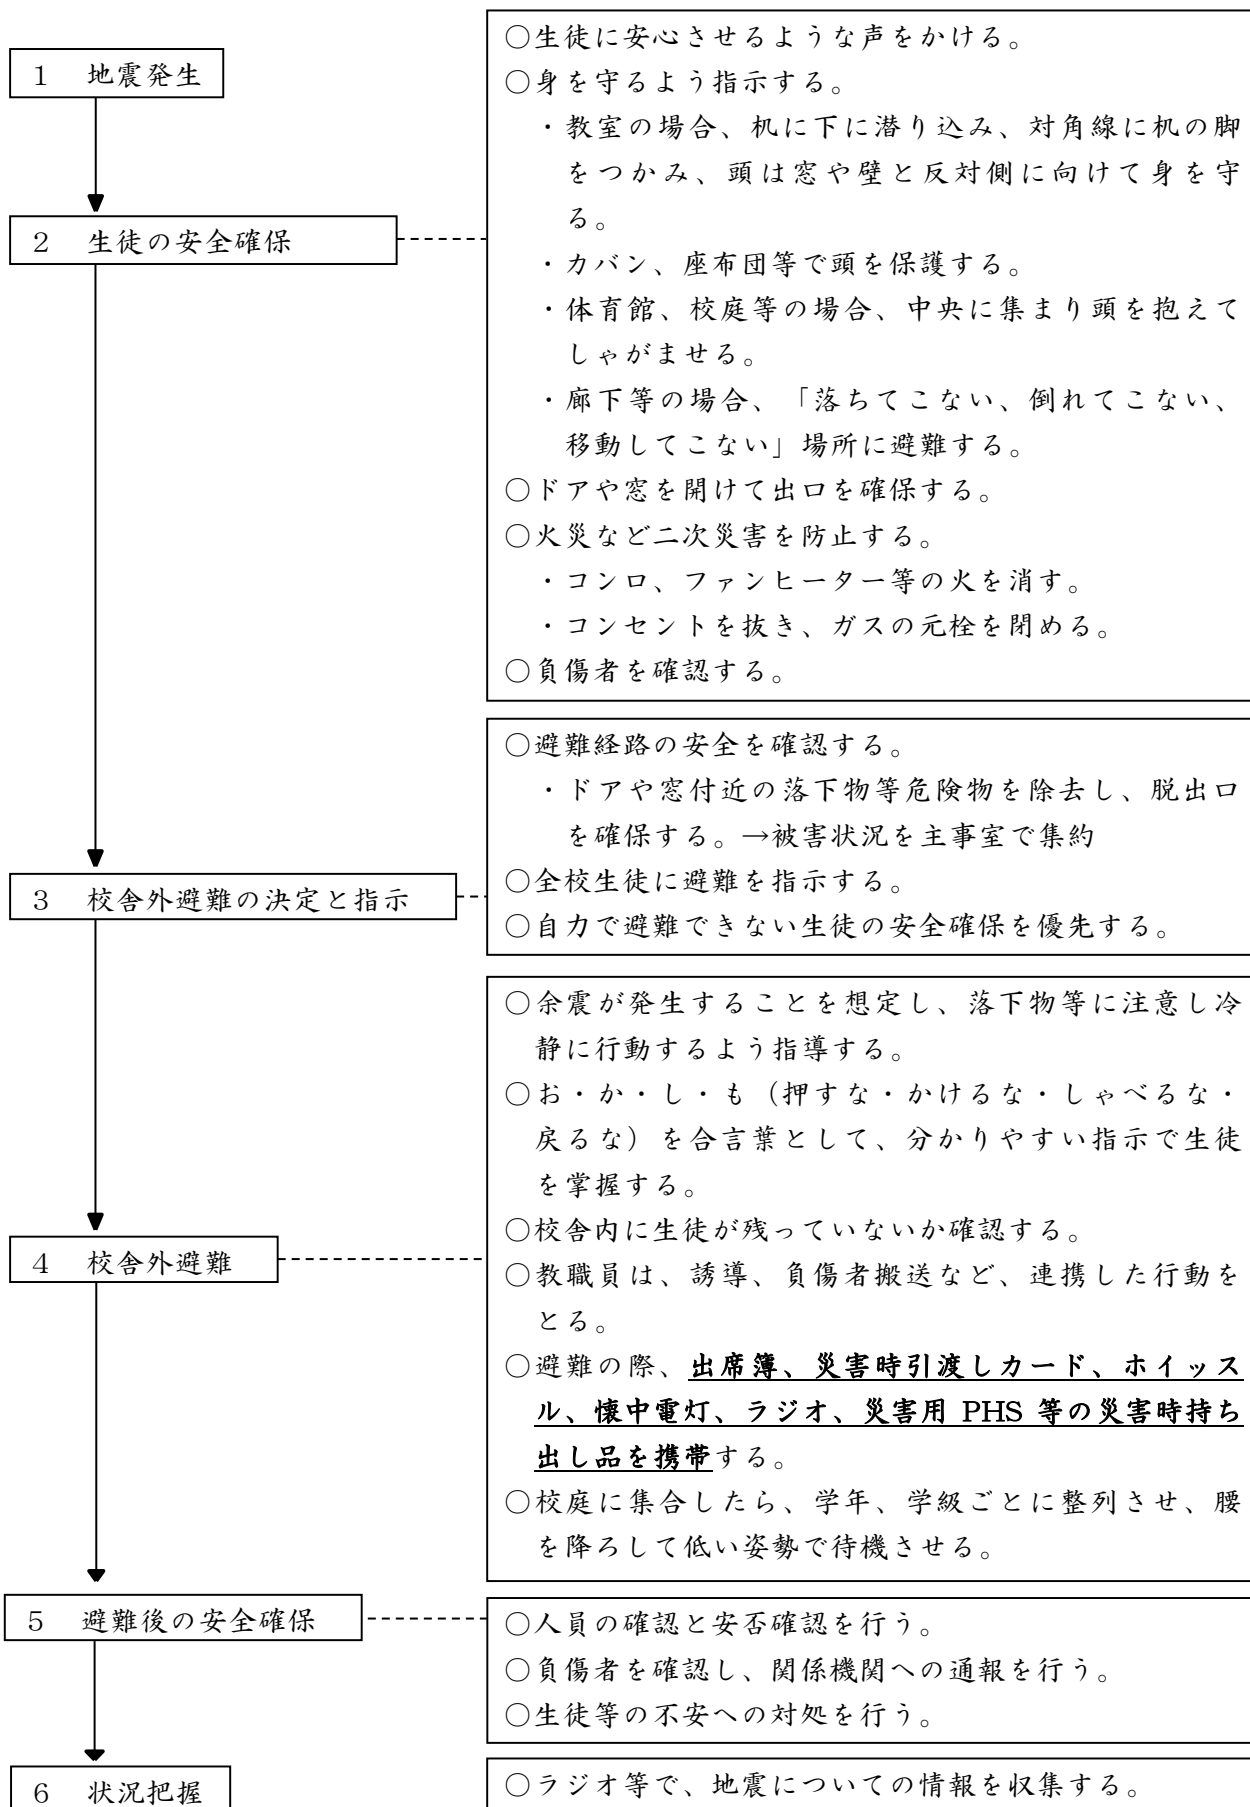 １　地震発生
○生徒に安心させるような声をかける。
○身を守るよう指示する。
・教室の場合、机に下に潜り込み、対角線に机の脚
をつかみ、頭は窓や壁と反対側に向けて身を守
る。
２　生徒の安全確保
・カバン、座布団等で頭を保護する。
・体育館、校庭等の場合、中央に集まり頭を抱えて
しゃがませる。
・廊下等の場合、「落ちてこない、倒れてこない、
移動してこない」場所に避難する。
○ドアや窓を開けて出口を確保する。
○火災など二次災害を防止する。
・コンロ、ファンヒーター等の火を消す。
・コンセントを抜き、ガスの元栓を閉める。
○負傷者を確認する。
３　校舎外避難の決定と指示
○避難経路の安全を確認する。
・ドアや窓付近の落下物等危険物を除去し、脱出口
を確保する。→被害状況を主事室で集約
○全校生徒に避難を指示する。
○自力で避難できない生徒の安全確保を優先する。
４　校舎外避難
○余震が発生することを想定し、落下物等に注意し冷
静に行動するよう指導する。
○お・か・し・も（押すな・かけるな・しゃべるな・
戻るな）を合言葉として、分かりやすい指示で生徒
を掌握する。
○校舎内に生徒が残っていないか確認する。
○教職員は、誘導、負傷者搬送など、連携した行動を
とる。
○避難の際、出席簿、災害時引渡しカード、ホイッス
ル、懐中電灯、ラジオ、災害用 PHS 等の災害時持ち
出し品を携帯する。
○校庭に集合したら、学年、学級ごとに整列させ、腰
を降ろして低い姿勢で待機させる。
５　避難後の安全確保
○人員の確認と安否確認を行う。
○負傷者を確認し、関係機関への通報を行う。
○生徒等の不安への対処を行う。
６　状況把握
○ラジオ等で、地震についての情報を収集する。